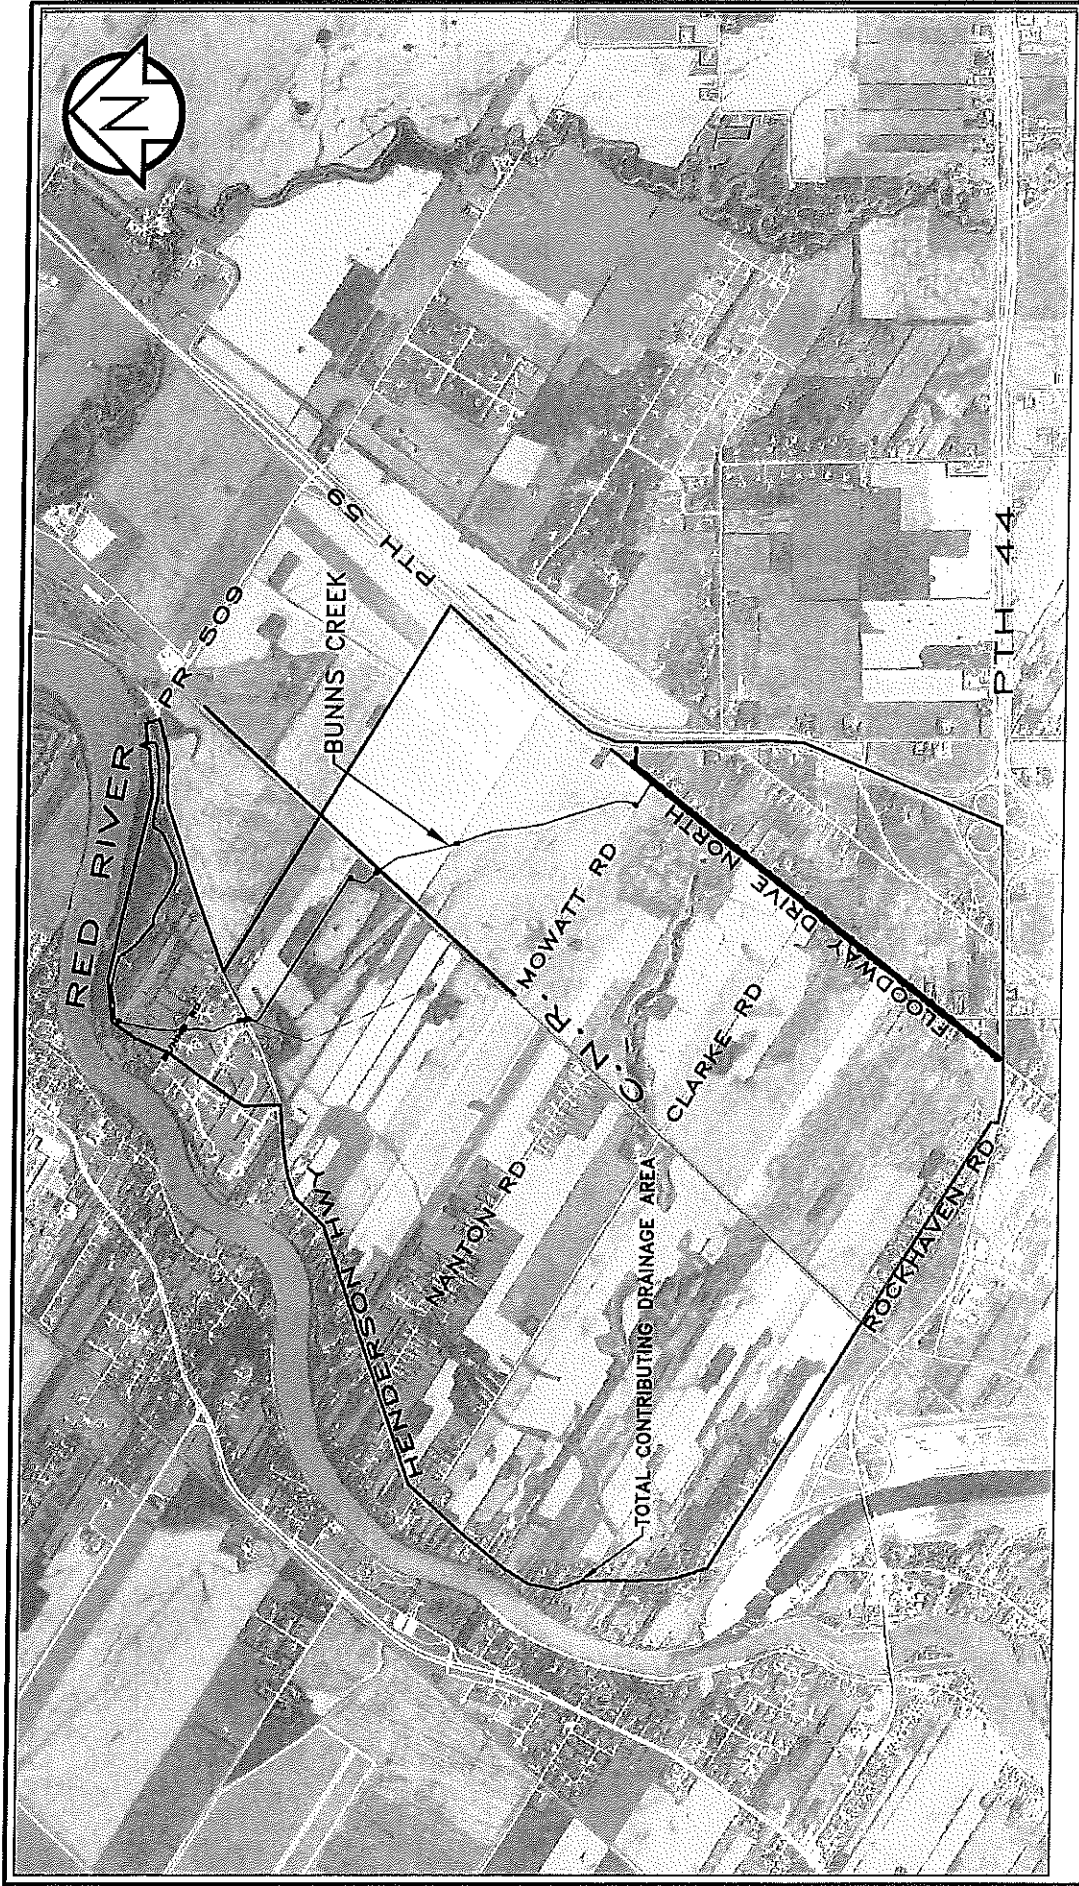 N
RED RIVER
PR 509
PTH 59
BUNNS CREEK
HENDERSON HWY
NANTON RD
MOWATT RD
C.N.R.
CLARKE RD
FLOODWAY DRIVE NORTH
TOTAL CONTRIBUTING DRAINAGE AREA
ROCKHAVEN RD
PTH 44